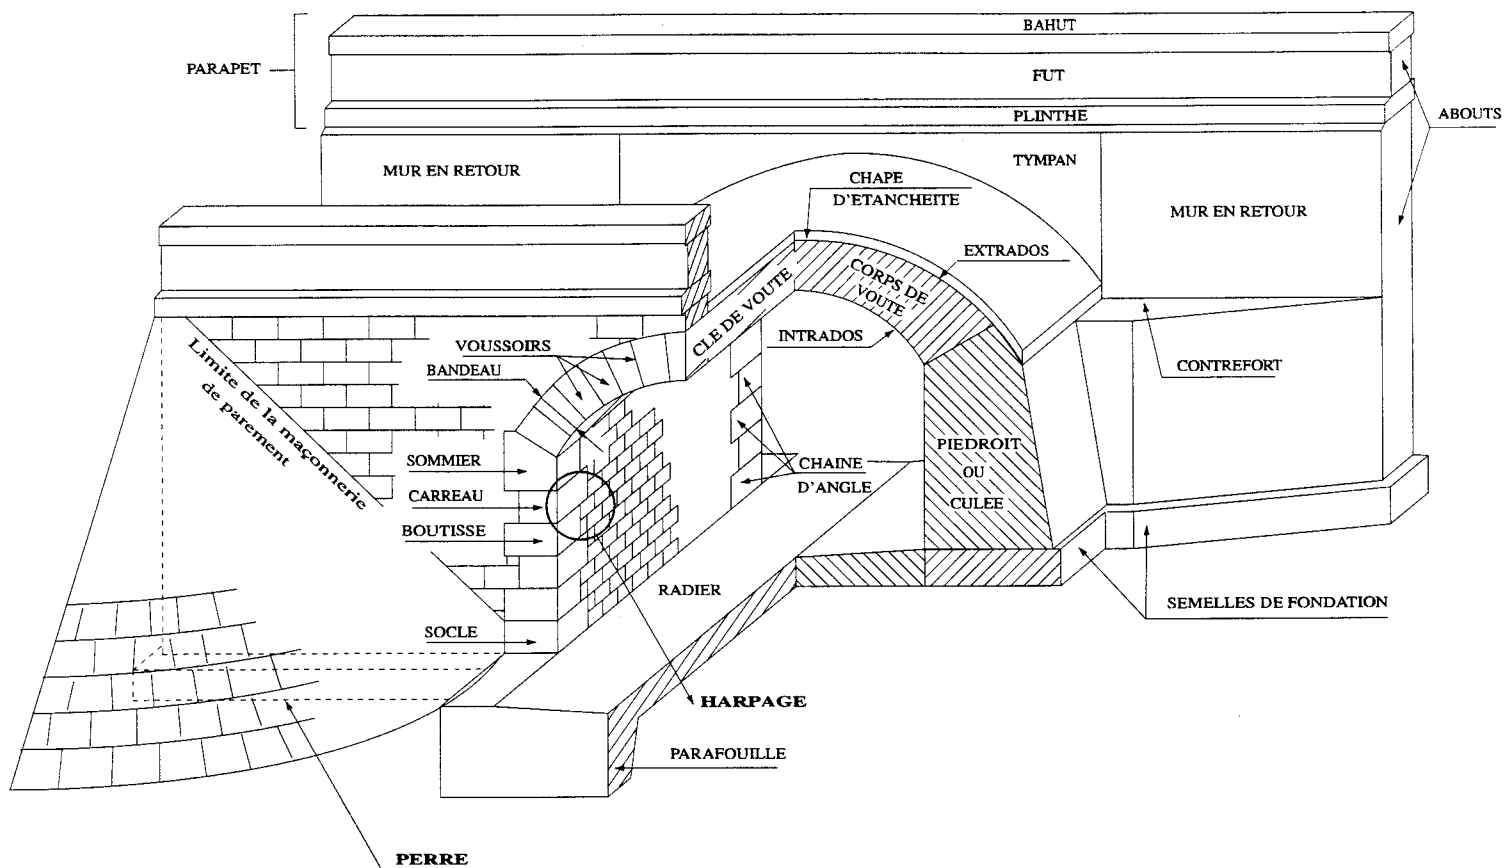 BAHUT
PARAPET
FUT
ABOUTS
PLINTHE
MUR EN RETOUR
TYMPAN
CHAPE
D'ETANCHEITE
MUR EN RETOUR
EXTRADOS
CORPS DE
VOUTE
CLE DE VOUTE
INTRADOS
VOUSSOIRS
BANDEAU
CONTREFORT
Limite de la maçonnerie
de parement
SOMMIER
CARREAU
BOUTISSE
CHAINE
D'ANGLE
PIEDROIT
OU
CULEE
RADIER
SEMELLES DE FONDATION
SOCLE
HARPAGE
PARAFOUILLE
PERRE